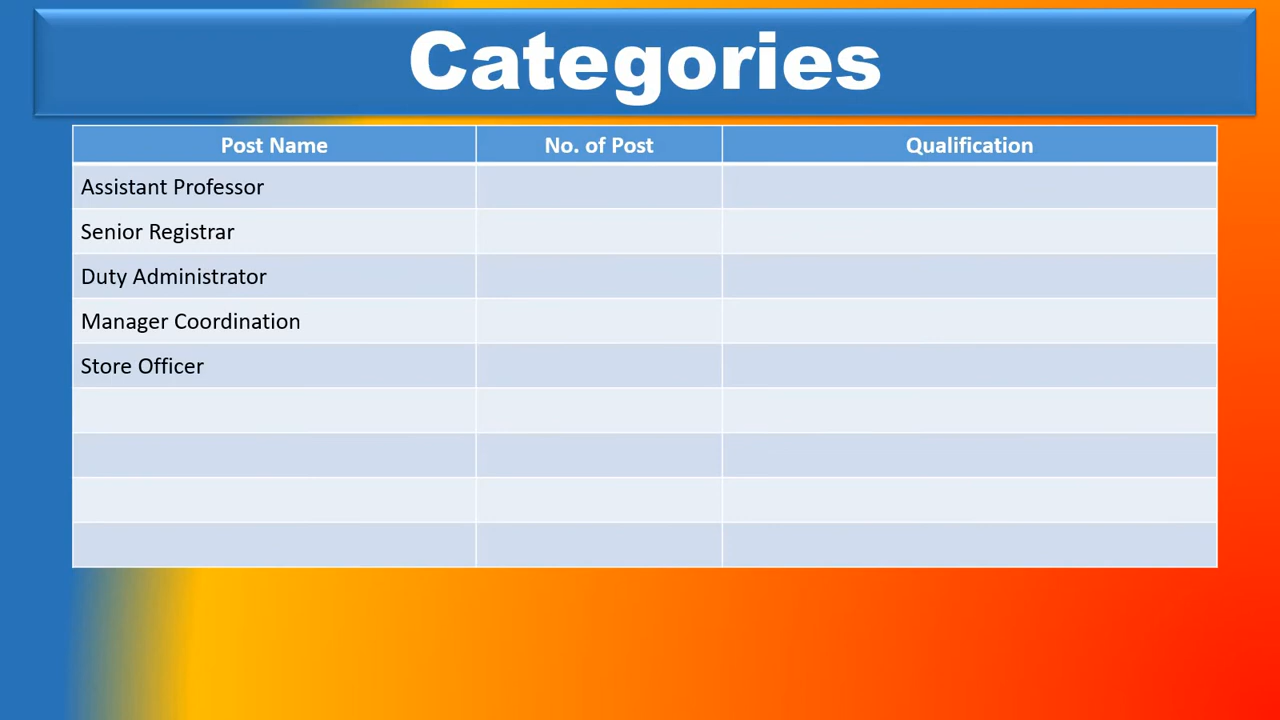 Categories
Post Name No. of Post Qualification
Assistant Professor
Senior Registrar
Duty Administrator
Manager Coordination
Store Officer